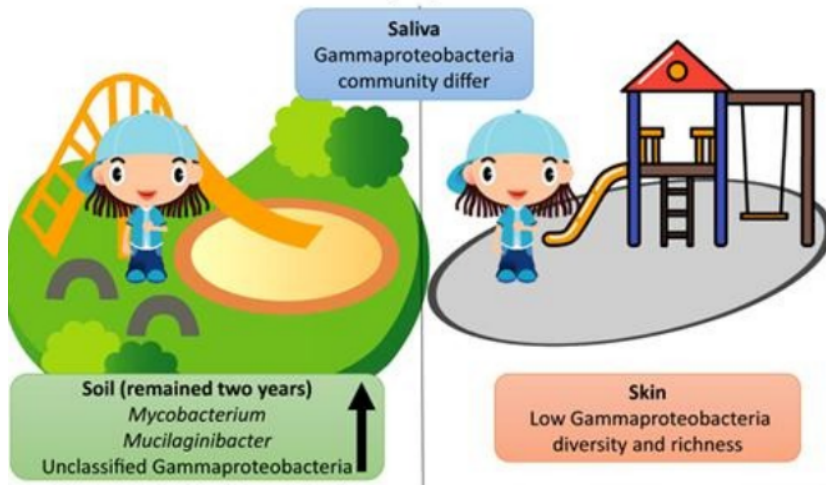 Saliva
Gammaproteobacteria
community differ
Soil (remained two years)
Mycobacterium
Mucilaginibacter
Unclassified Gammaproteobacteria
Skin
Low Gammaproteobacteria
diversity and richness